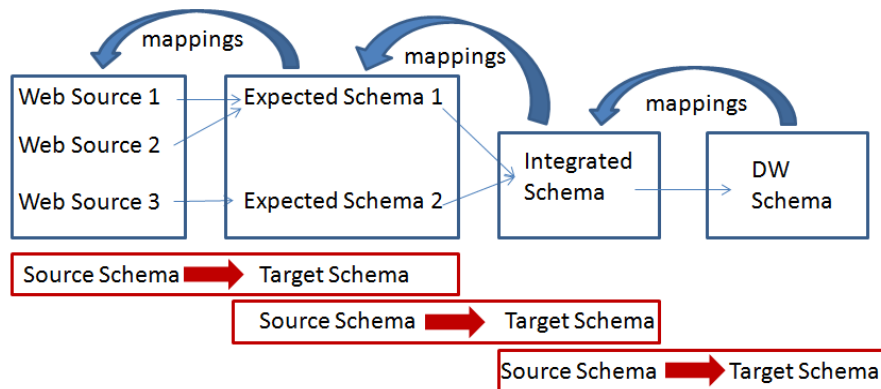 mappings
mappings
mappings
Web Source 1
Expected Schema 1
Web Source 2
Web Source 3
Expected Schema 2
Integrated
Schema
DW
Schema
Source Schema
Target Schema
Source Schema
Target Schema
Source Schema
Target Schema